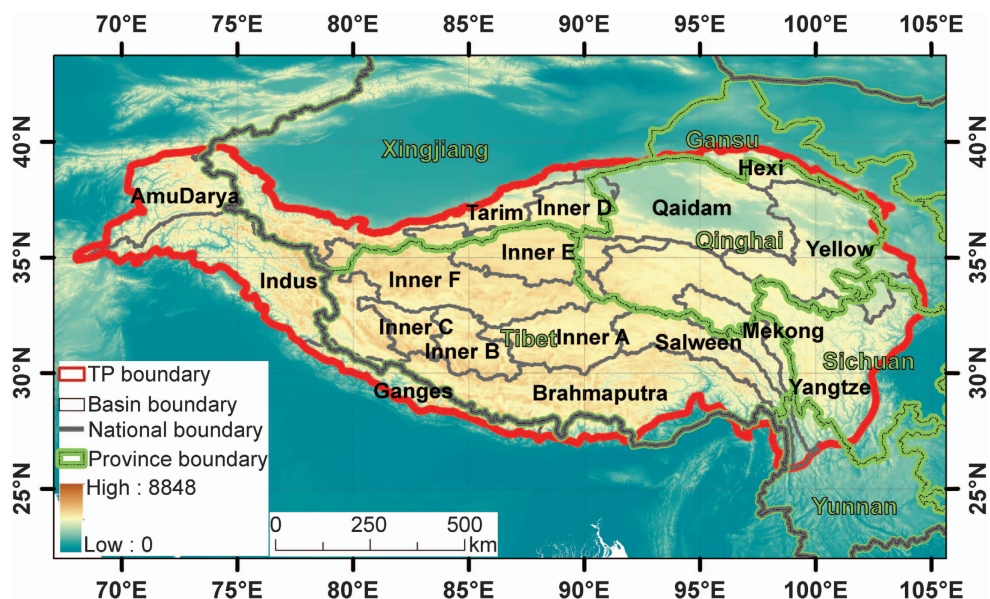 70°E 75°E 80°E 85°E 90°E 95°E 100°E 105°E
40°N 40°N
Xingjiang
Gansu
Hexi
AmuDarya
Tarim
Inner D
Qaidam
Qinghai
Yellow
35°N 35°N
Inner E
Indus
Inner F
Inner C
Tibet
Inner A
Salween
Mekong
Inner B
Sichuan
30°N 30°N
Ganges
Brahmaputra
Yangtze
TP boundary
Basin boundary
National boundary
Province boundary
High : 8848
Low : 0
25°N 25°N
Yunnan
0 250 500
km
70°E 75°E 80°E 85°E 90°E 95°E 100°E 105°E